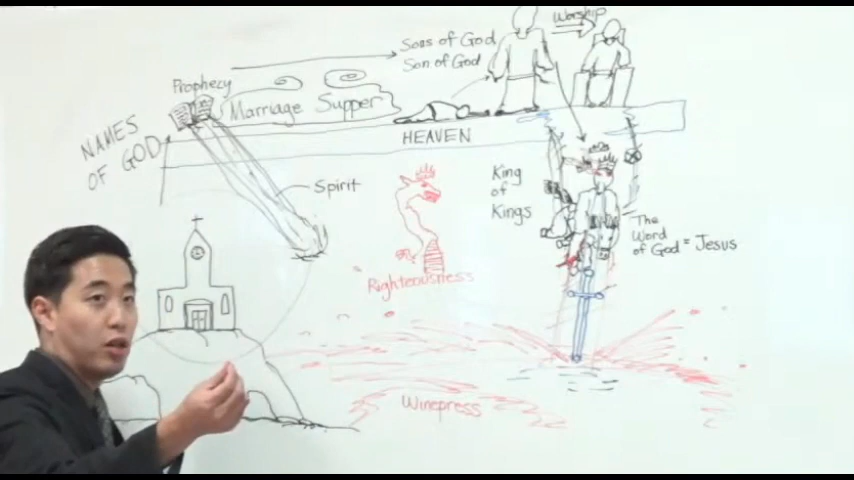 Worship
Sons of God
Son of God
Prophecy
Marriage Supper
NAMES
OF GOD
HEAVEN
Spirit
King
of
Kings
The
Word
of God = Jesus
Righteousness
Winepress